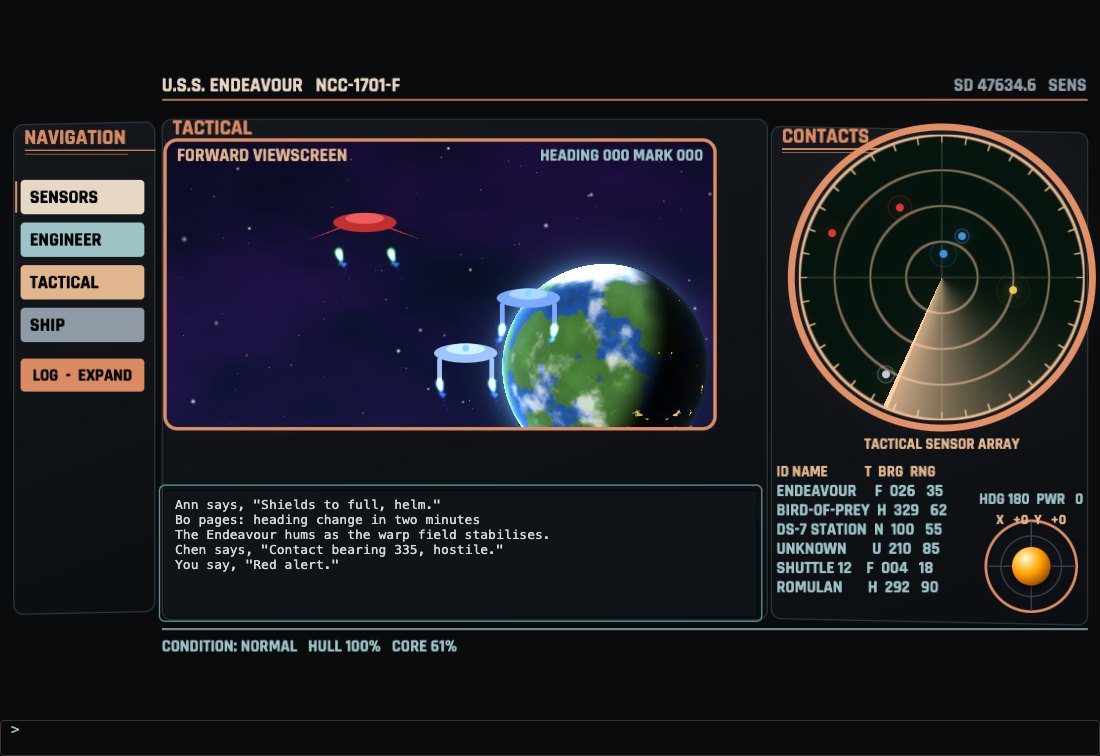 U.S.S. ENDEAVOUR NCC-1701-F
SD 47634.6 SENS
NAVIGATION
SENSORS
ENGINEER
TACTICAL
SHIP
LOG - EXPAND
TACTICAL
FORWARD VIEWSCREEN
HEADING 000 MARK 000
Ann says, "Shields to full, helm."
Bo pages: heading change in two minutes
The Endeavour hums as the warp field stabilises.
Chen says, "Contact bearing 335, hostile."
You say, "Red alert."
CONTACTS
TACTICAL SENSOR ARRAY
ID NAME T BRG RNG
ENDEAVOUR F 026 35
BIRD-OF-PREY H 329 62
DS-7 STATION N 100 55
UNKNOWN U 210 85
SHUTTLE 12 F 004 18
ROMULAN H 292 90
HDG 180 PWR 0
X +0 Y +0
CONDITION: NORMAL HULL 100% CORE 61%
>